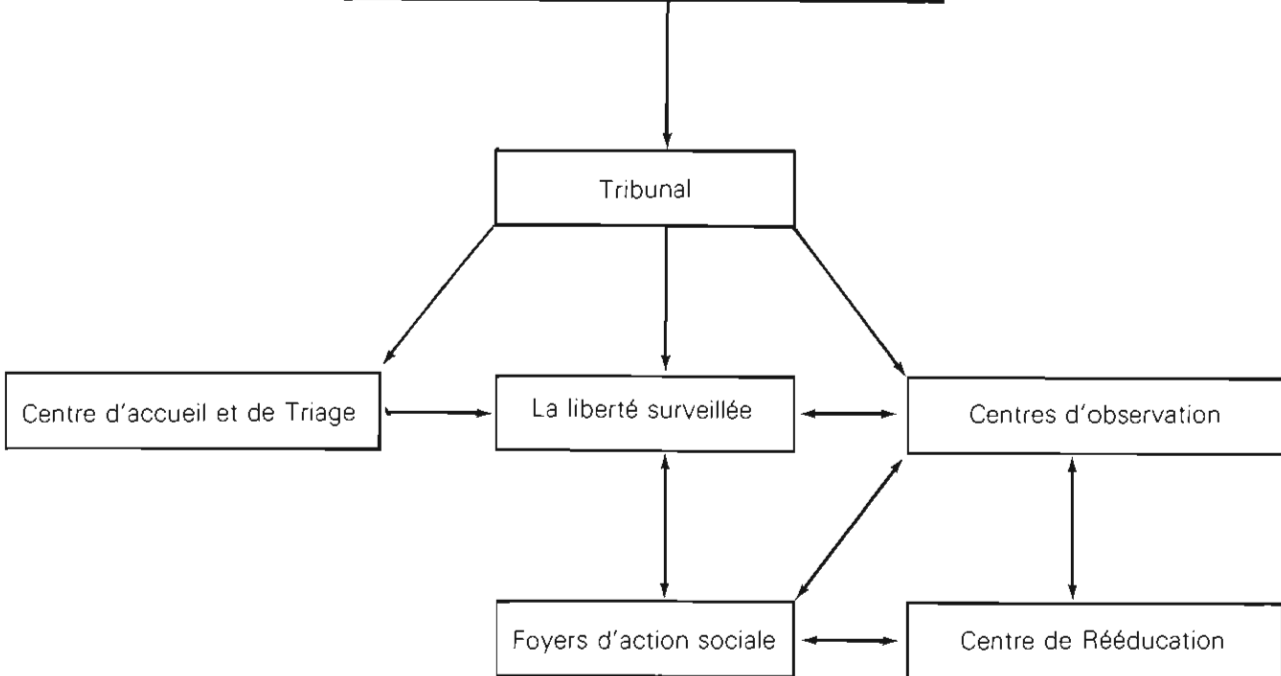 Tribunal
Centre d'accueil et de Triage
La liberté surveillée
Centres d'observation
Foyers d'action sociale
Centre de Rééducation